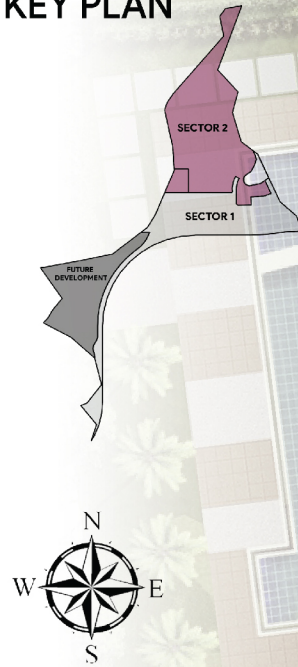 KEY PLAN
SECTOR 2
SECTOR 1
FUTURE
DEVELOPMENT
N
W E
S